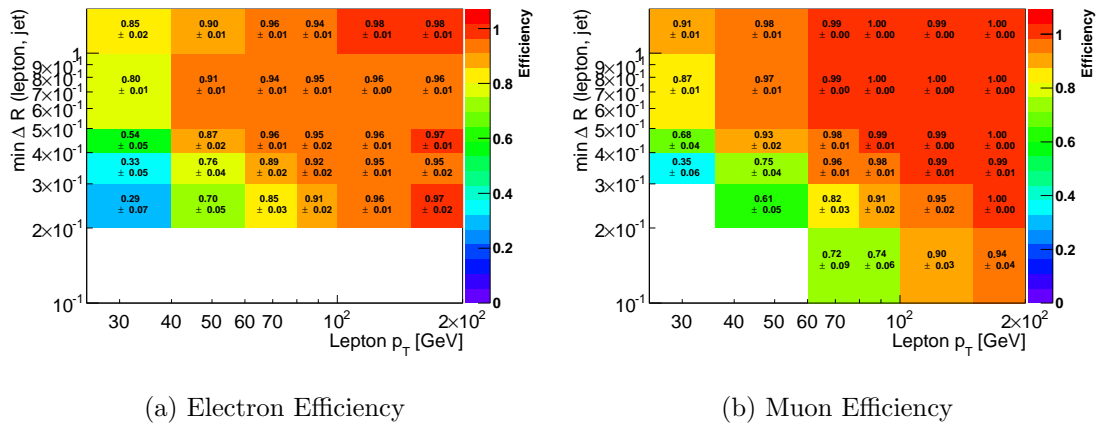 0.85 0.90 0.96 0.94 0.98 0.98
± 0.02 ± 0.01 ± 0.01 ± 0.01 ± 0.01 ± 0.01
0.80 0.91 0.94 0.95 0.96 0.96
± 0.01 ± 0.01 ± 0.01 ± 0.01 ± 0.00 ± 0.01
0.54 0.87 0.96 0.95 0.96 0.97
± 0.05 ± 0.02 ± 0.01 ± 0.02 ± 0.01 ± 0.01
0.33 0.76 0.89 0.92 0.95 0.95
± 0.05 ± 0.04 ± 0.02 ± 0.02 ± 0.01 ± 0.02
0.29 0.70 0.85 0.91 0.96 0.97
± 0.07 ± 0.05 ± 0.03 ± 0.02 ± 0.01 ± 0.02
min Δ R (lepton, jet)
1
9×10⁻¹
8×10⁻¹
7×10⁻¹
6×10⁻¹
5×10⁻¹
4×10⁻¹
3×10⁻¹
2×10⁻¹
10⁻¹
30 40 50 60 70 10² 2×10²
Lepton p_T [GeV]
Efficiency
1
0.8
0.6
0.4
0.2
0
(a) Electron Efficiency
0.91 0.98 0.99 1.00 0.99 1.00
± 0.01 ± 0.01 ± 0.00 ± 0.00 ± 0.00 ± 0.00
0.87 0.97 0.99 1.00 1.00 1.00
± 0.01 ± 0.00 ± 0.00 ± 0.00 ± 0.00 ± 0.00
0.68 0.93 0.98 0.99 0.99 1.00
± 0.04 ± 0.02 ± 0.01 ± 0.01 ± 0.00 ± 0.00
0.35 0.75 0.96 0.98 0.99 0.99
± 0.06 ± 0.04 ± 0.01 ± 0.01 ± 0.01 ± 0.01
0.61 0.82 0.91 0.95 1.00
± 0.05 ± 0.03 ± 0.02 ± 0.02 ± 0.00
0.72 0.74 0.90 0.94
± 0.09 ± 0.06 ± 0.03 ± 0.04
min Δ R (lepton, jet)
1
9×10⁻¹
8×10⁻¹
7×10⁻¹
6×10⁻¹
5×10⁻¹
4×10⁻¹
3×10⁻¹
2×10⁻¹
10⁻¹
30 40 50 60 70 10² 2×10²
Lepton p_T [GeV]
Efficiency
1
0.8
0.6
0.4
0.2
0
(b) Muon Efficiency